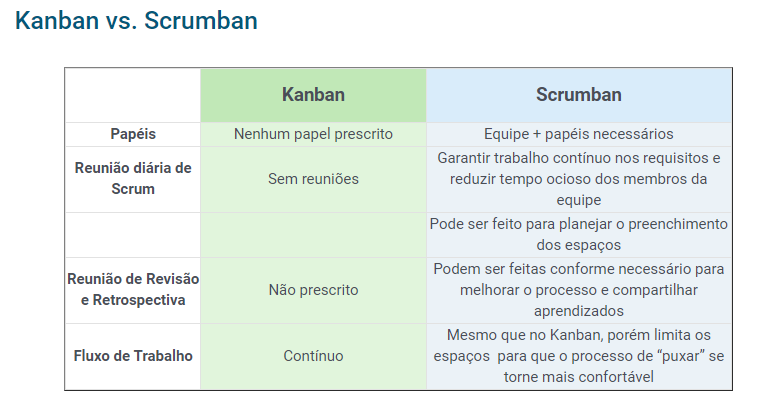 Kanban vs. Scrumban
Kanban Scrumban
Papéis Nenhum papel prescrito Equipe + papéis necessários
Reunião diária de Scrum Sem reuniões Garantir trabalho contínuo nos requisitos e reduzir tempo ocioso dos membros da equipe
Pode ser feito para planejar o preenchimento dos espaços
Reunião de Revisão e Retrospectiva Não prescrito Podem ser feitas conforme necessário para melhorar o processo e compartilhar aprendizados
Fluxo de Trabalho Contínuo Mesmo que no Kanban, porém limita os espaços para que o processo de “puxar” se torne mais confortável